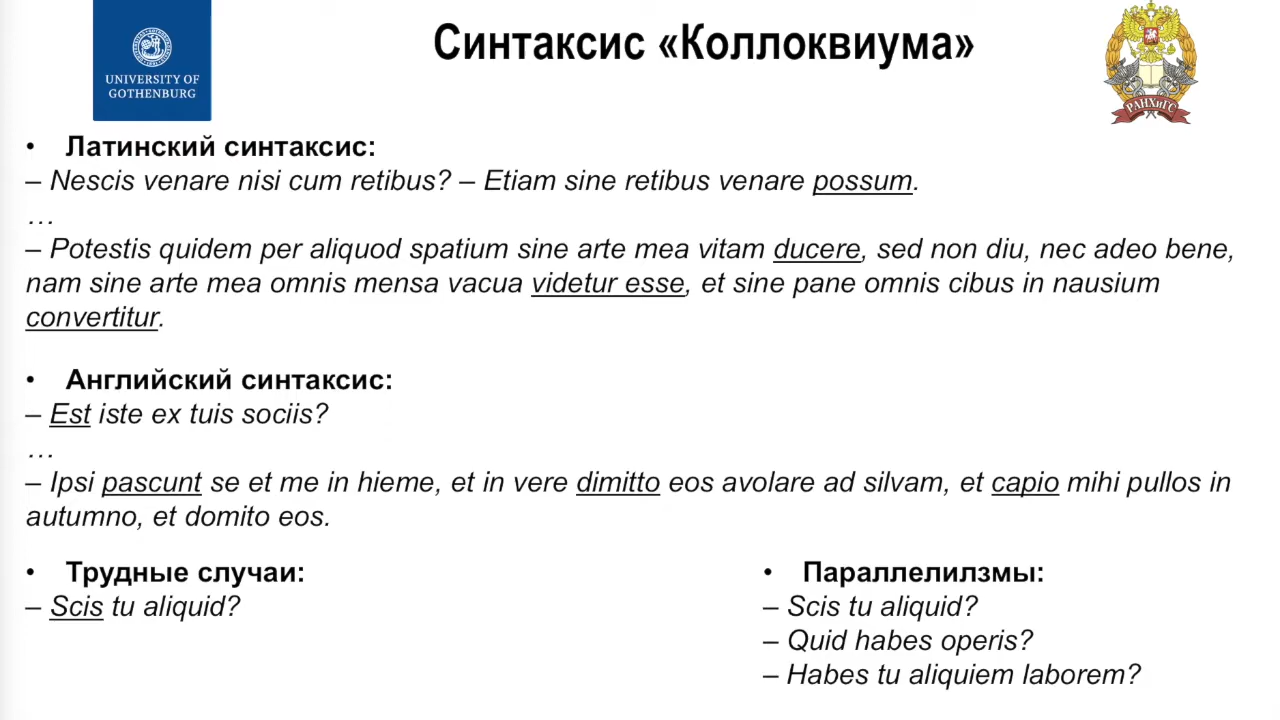 UNIVERSITY OF
GOTHENBURG
Синтаксис «Коллоквиума»
РАНХиГС
• Латинский синтаксис:
– Nescis venare nisi cum retibus? – Etiam sine retibus venare possum.
…
– Potestis quidem per aliquod spatium sine arte mea vitam ducere, sed non diu, nec adeo bene,
nam sine arte mea omnis mensa vacua videtur esse, et sine pane omnis cibus in nausium
convertitur.
• Английский синтаксис:
– Est iste ex tuis sociis?
…
– Ipsi pascunt se et me in hieme, et in vere dimitto eos avolare ad silvam, et capio mihi pullos in
autumno, et domito eos.
• Трудные случаи:
– Scis tu aliquid?
• Параллелилзмы:
– Scis tu aliquid?
– Quid habes operis?
– Habes tu aliquiem laborem?